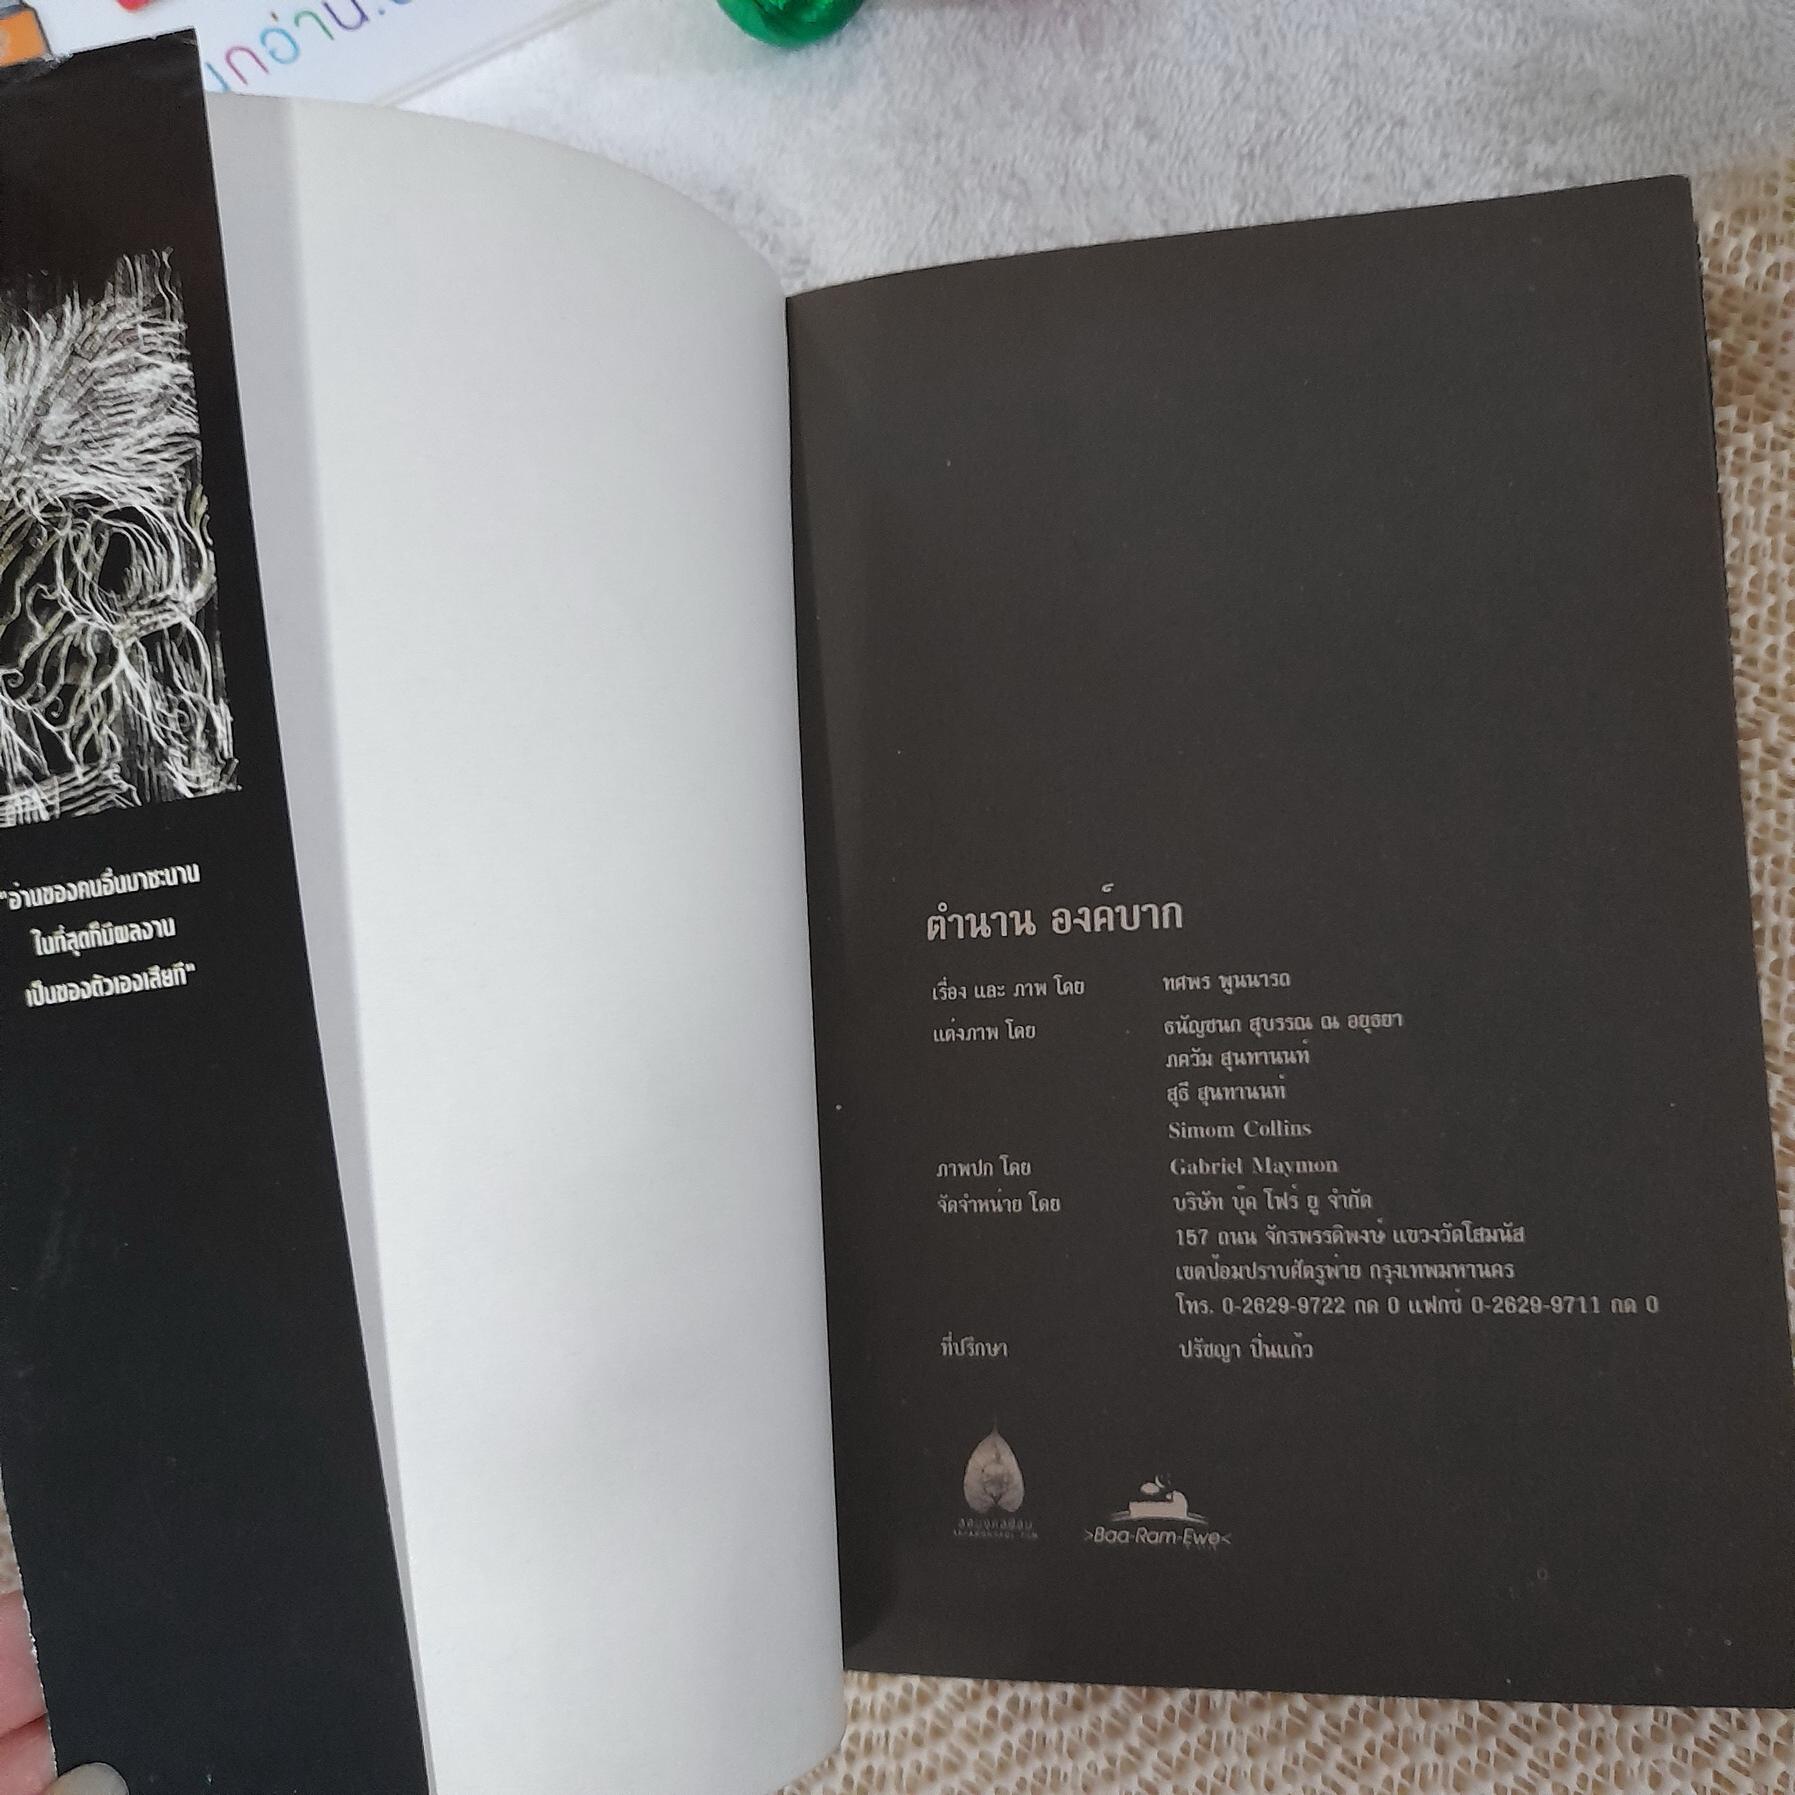 "อ่านของคนอื่นมาซะนาน
ในที่สุดก็มีผลงาน
เป็นของตัวเองเสียที"
ตำนาน องค์บาก
เรื่อง และ ภาพ โดย ทศพร พูนนารถ
แต่งภาพ โดย ธนัญชนก สุบรรณ ณ อยุธยา
ภควัม สุนทานนท์
สุธี สุนทานนท์
Simom Collins
ภาพปก โดย Gabriel Maymon
จัดจำหน่าย โดย บริษัท บุ๊ค โฟร์ ยู จำกัด
157 ถนน จักรพรรดิพงษ์ แขวงวัดโสมนัส
เขตป้อมปราบศัตรูพ่าย กรุงเทพมหานคร
โทร. 0-2629-9722 กด 0 แฟกซ์ 0-2629-9711 กด 0
ที่ปรึกษา ปรัชญา ปิ่นแก้ว
>Baa-Ram-Ewe<